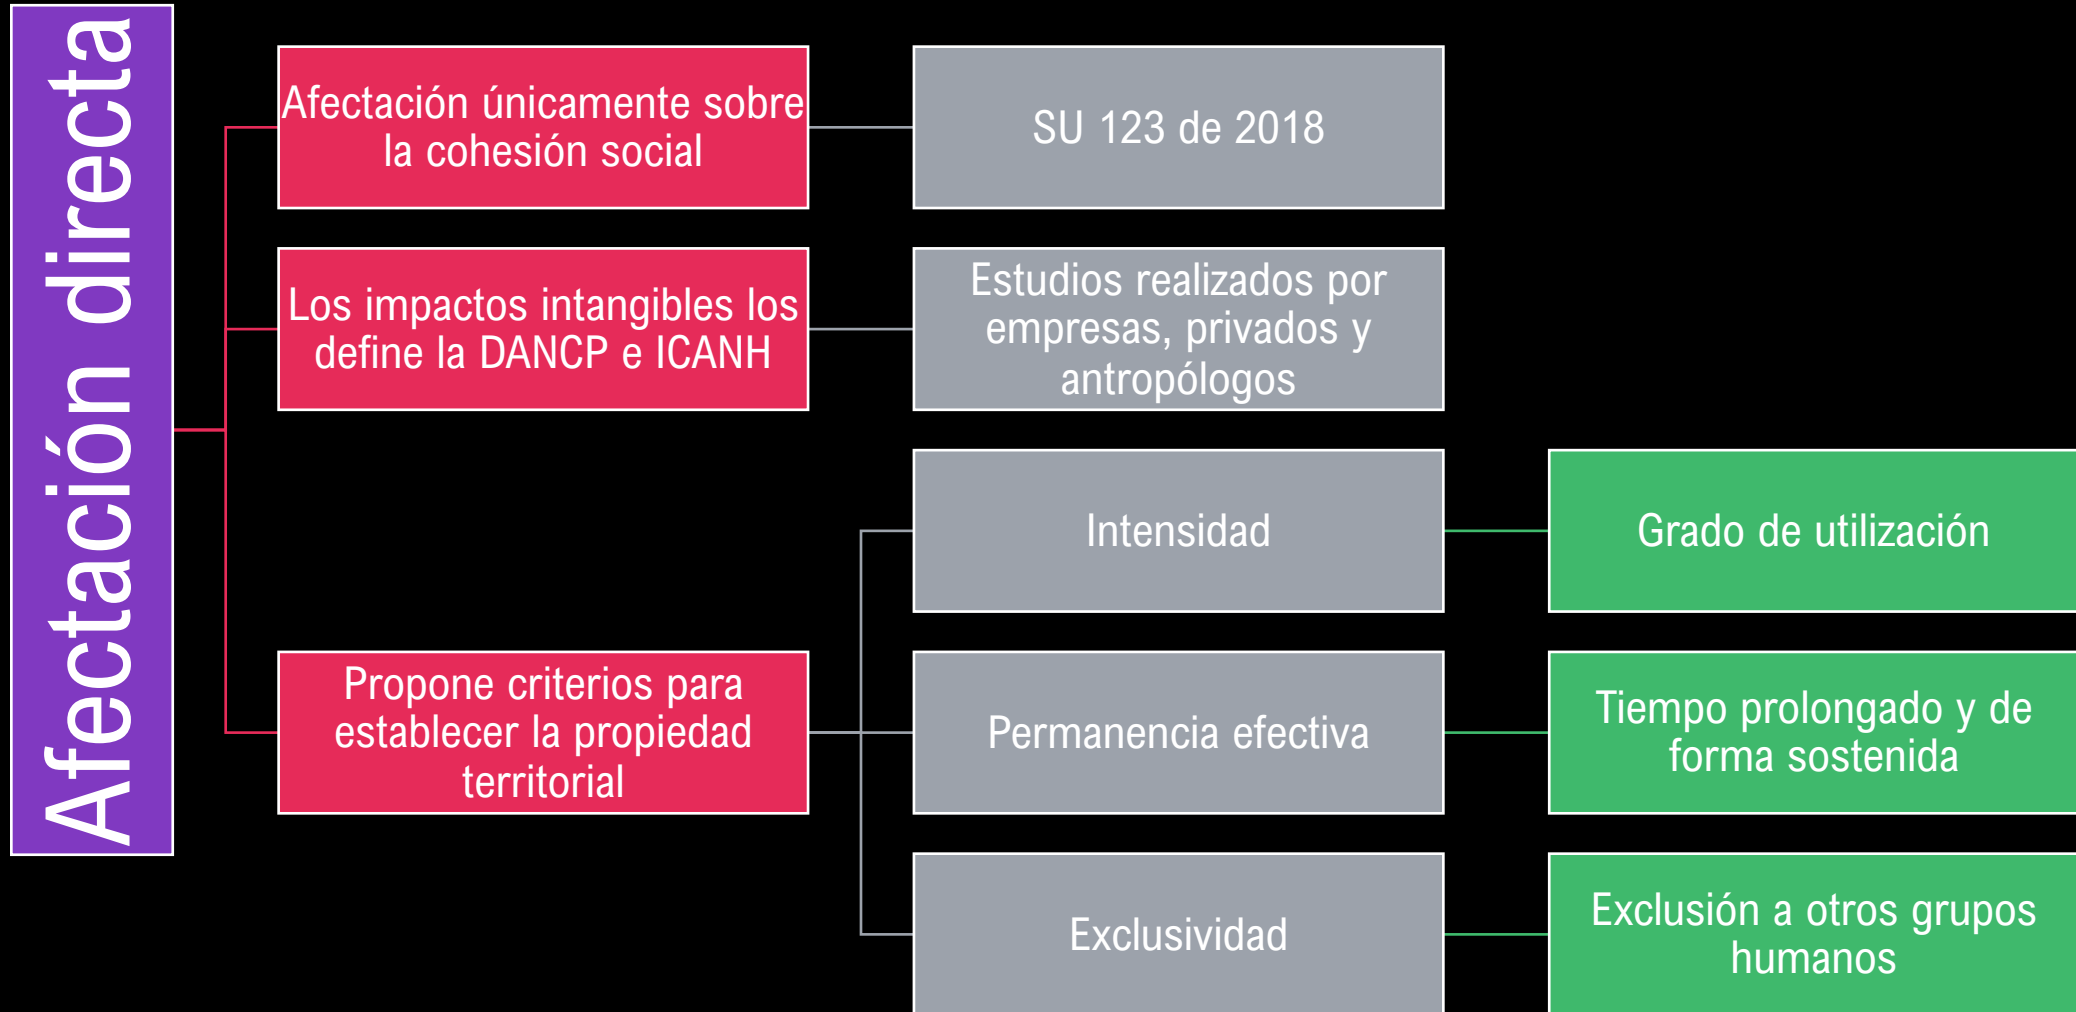 Afectación directa
Afectación únicamente sobre
la cohesión social
SU 123 de 2018
Los impactos intangibles los
define la DANCP e ICANH
Estudios realizados por
empresas, privados y
antropólogos
Propone criterios para
establecer la propiedad
territorial
Intensidad
Grado de utilización
Permanencia efectiva
Tiempo prolongado y de
forma sostenida
Exclusividad
Exclusión a otros grupos
humanos